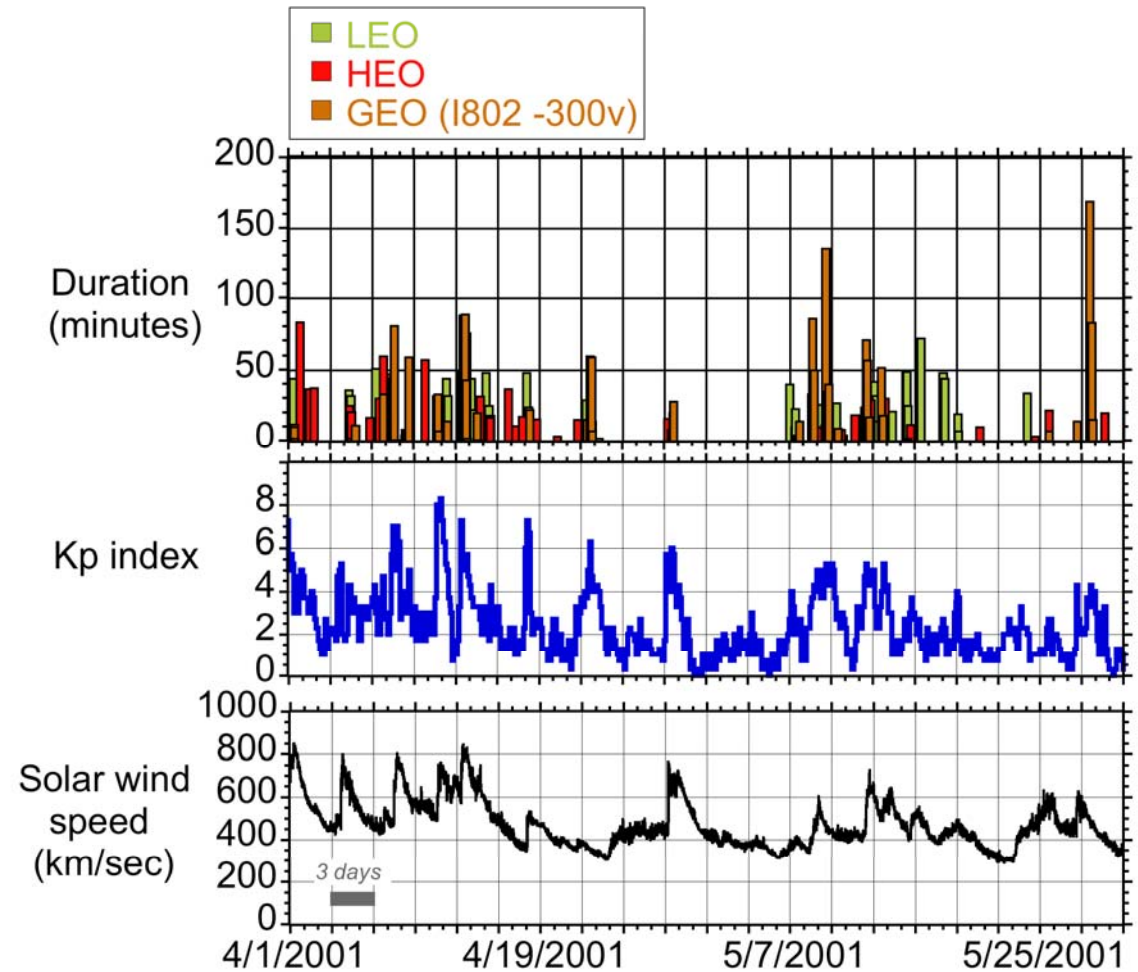 LEO
HEO
GEO (I802 -300v)
200
150
100
50
0
Duration
(minutes)
8
6
4
2
0
Kp index
1000
800
600
400
200
0
Solar wind
speed
(km/sec)
3 days
4/1/2001 4/19/2001 5/7/2001 5/25/2001